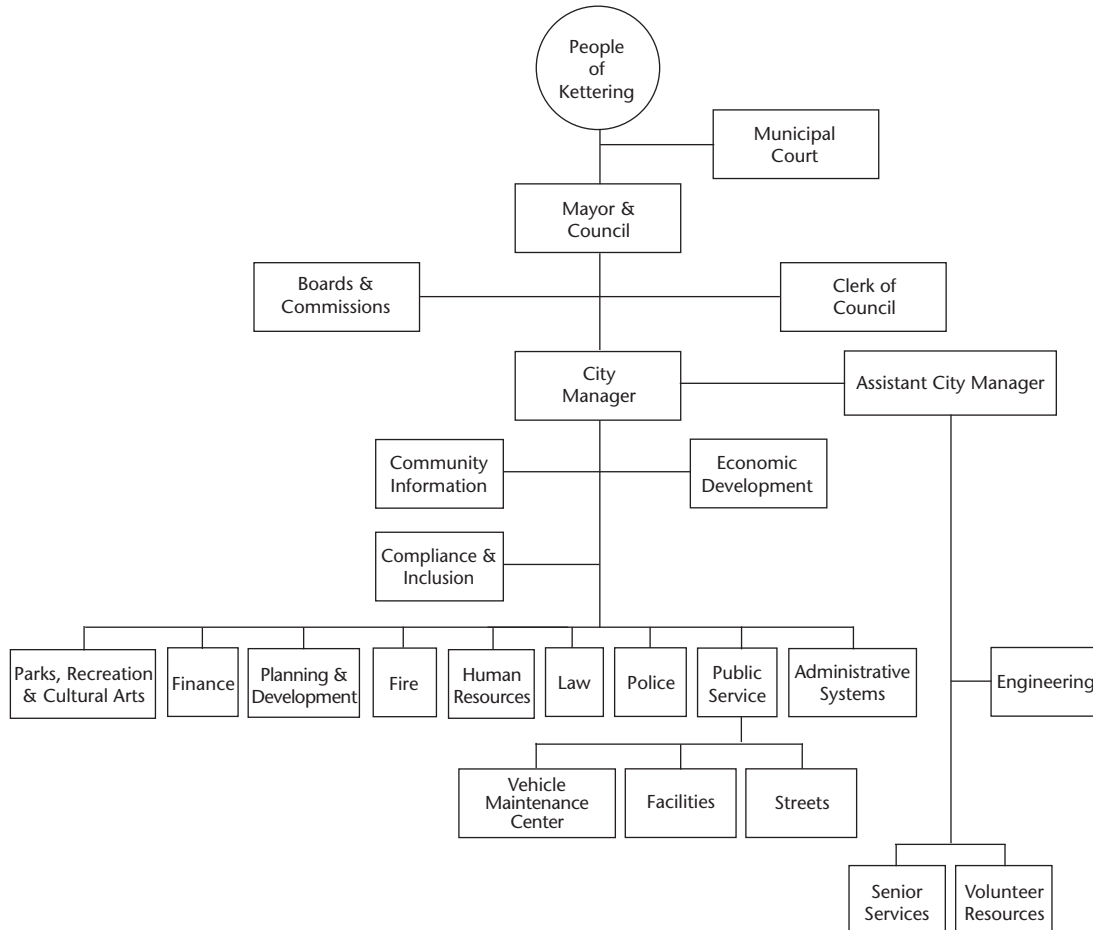 People
of
Kettering
Municipal
Court
Mayor &
Council
Boards &
Commissions
Clerk of
Council
City
Manager
Assistant City Manager
Community
Information
Economic
Development
Compliance &
Inclusion
Parks, Recreation
& Cultural Arts
Finance
Planning &
Development
Fire
Human
Resources
Law
Police
Public
Service
Administrative
Systems
Engineering
Vehicle
Maintenance
Center
Facilities
Streets
Senior
Services
Volunteer
Resources